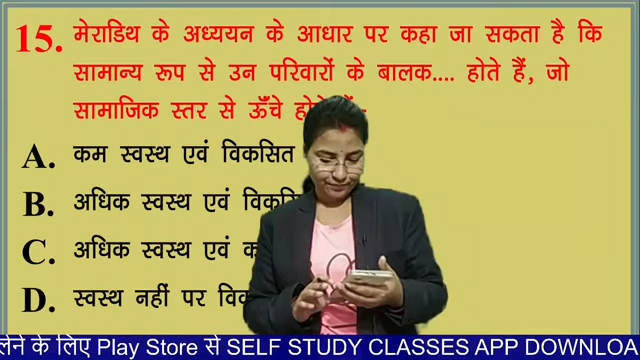 15. मेराडिथ के अध्ययन के आधार पर कहा जा सकता है कि
सामान्य रूप से उन परिवारों के बालक.... होते हैं, जो
सामाजिक स्तर से ऊँचे
A. कम स्वस्थ एवं विकसित
B. अधिक स्वस्थ एवं
C. अधिक स्वस्थ एवं
D. स्वस्थ नहीं पर
लेने के लिए Play Store से SELF STUDY CLASSES APP